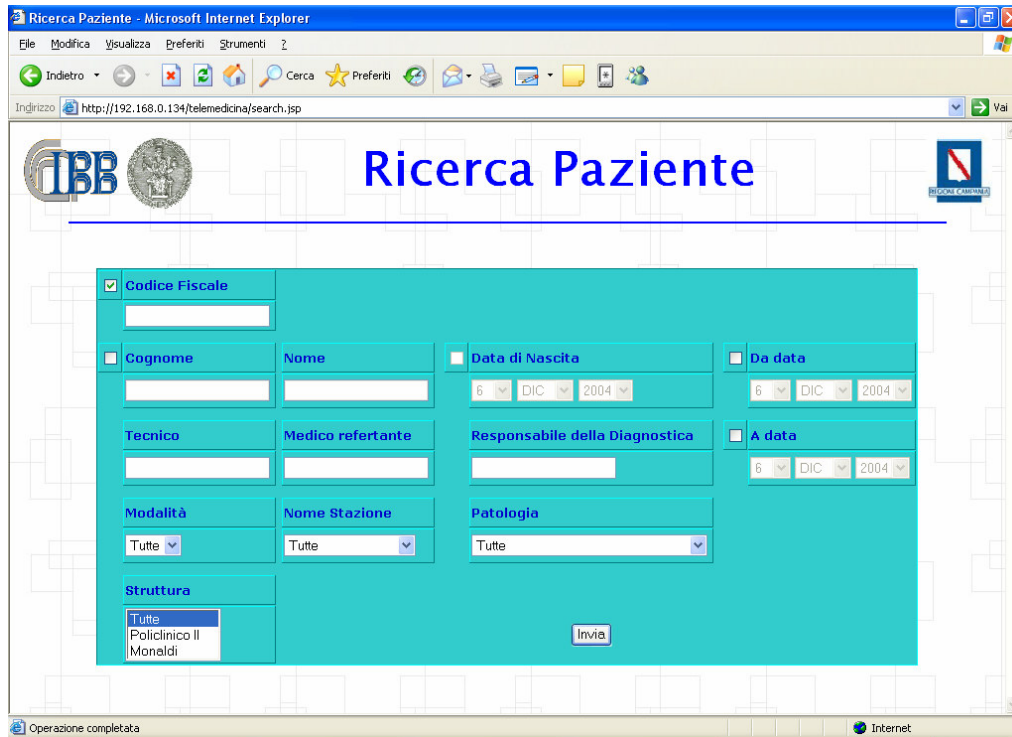 Ricerca Paziente - Microsoft Internet Explorer
File Modifica Visualizza Preferiti Strumenti ?
Indietro Cerca Preferiti
Indirizzo http://192.168.0.134/telemedicina/search.jsp Vai
IBB Ricerca Paziente
REGIONE CAMPANIA
Codice Fiscale
Cognome Nome Data di Nascita Da data
6 DIC 2004 6 DIC 2004
Tecnico Medico refertante Responsabile della Diagnostica A data
6 DIC 2004
Modalità Nome Stazione Patologia
Tutte Tutte Tutte
Struttura
Tutte
Policlinico II
Monaldi
Invia
Operazione completata Internet